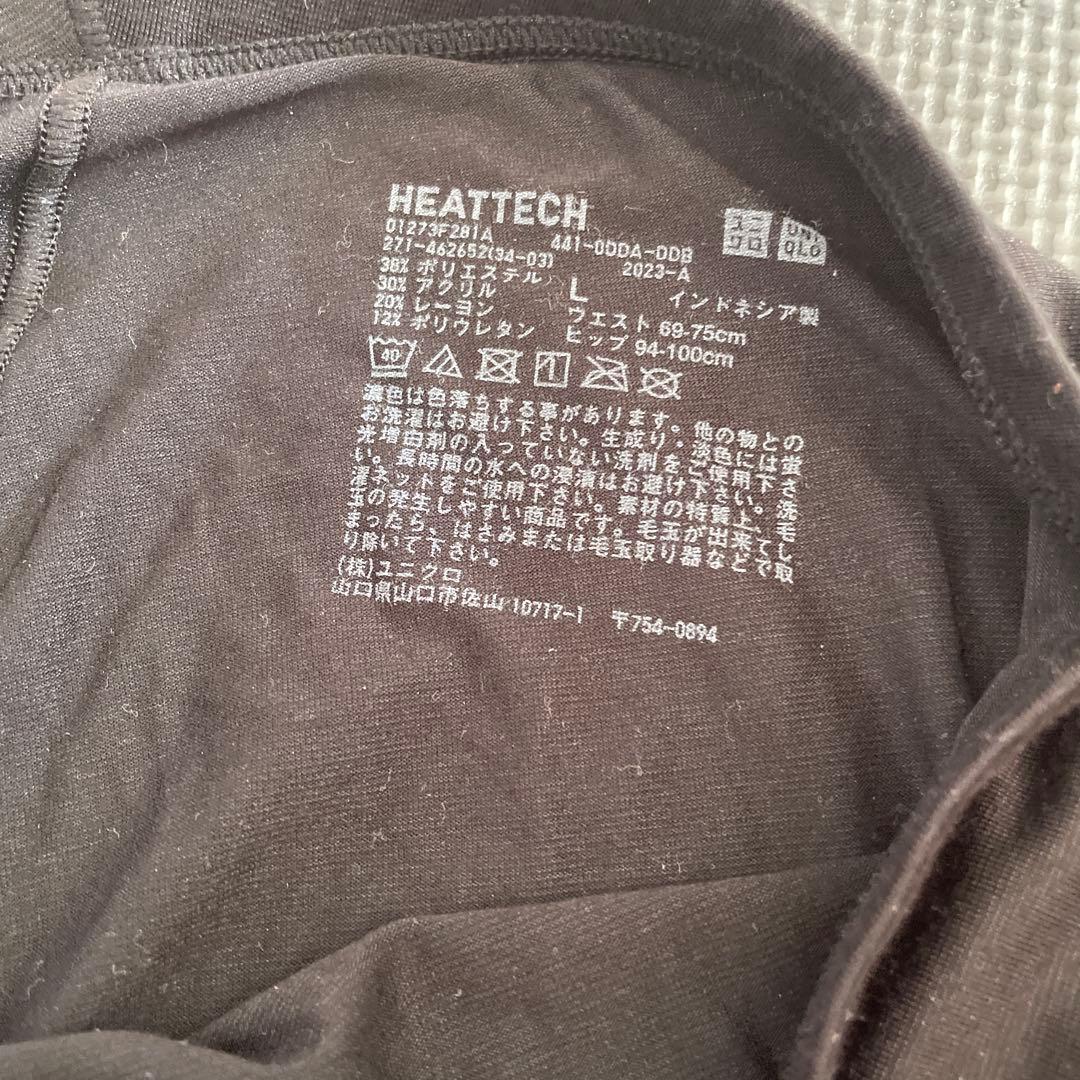 HEATTECH
ユニ
クロ
UNI
QLO
01273F281A 441-0DDA-DDB
271-462652(34-03) 2023-A
38% ポリエステル L インドネシア製
30% アクリル ウエスト 69-75cm
20% レーヨン ヒップ 94-100cm
12% ポリウレタン
40
濃色は色落ちする事があります。他の物との
お洗濯はお避け下さい。生成り、淡色には蛍
光増白剤の入っていない洗剤をご使用下さ
い。長時間の水への浸漬はお避け下さい。洗
濯ネットをご使用下さい。素材の特質上、毛
玉の発生しやすい商品です。毛玉が出来てし
まったら、はさみまたは毛玉取り器などで取
り除いて下さい。
(株)ユニクロ
山口県山口市佐山10717-1 〒754-0894